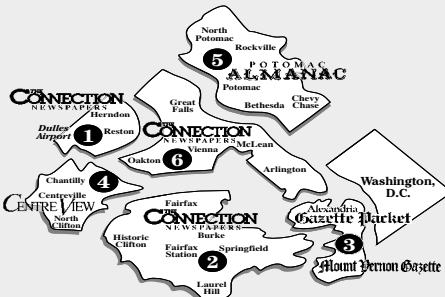 North
Potomac
Rockville
5
POTOMAC
ALMANAC
Potomac
Bethesda
Chevy
Chase
THE
CONNECTION
NEWSPAPERS
Herndon
Dulles
Airport
1
Reston
Great
Falls
THE
CONNECTION
NEWSPAPERS
Vienna
McLean
Oakton
6
Arlington
Chantilly
4
Centreville
CENTRE VIEW
North
Clifton
Washington,
D.C.
Fairfax
THE
CONNECTION
NEWSPAPERS
Burke
Historic
Clifton
Fairfax
Station
Springfield
2
Laurel
Hill
Alexandria
Gazette Packet
3
Mount Vernon Gazette